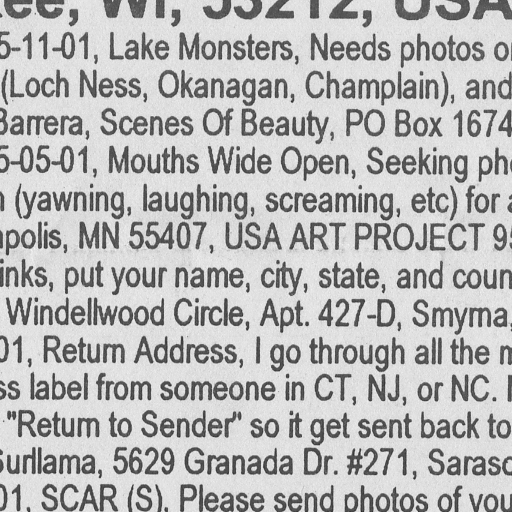 ee, WI, 53212, USA
5-11-01, Lake Monsters, Needs photos or
(Loch Ness, Okanagan, Champlain), and
Barrera, Scenes Of Beauty, PO Box 1674
5-05-01, Mouths Wide Open, Seeking pho
n (yawning, laughing, screaming, etc) for a
apolis, MN 55407, USA ART PROJECT 95
inks, put your name, city, state, and coun
Windellwood Circle, Apt. 427-D, Smyrna,
01, Return Address, I go through all the m
ss label from someone in CT, NJ, or NC. I
"Return to Sender" so it get sent back to
Surllama, 5629 Granada Dr. #271, Saraso
01, SCAR (S), Please send photos of you